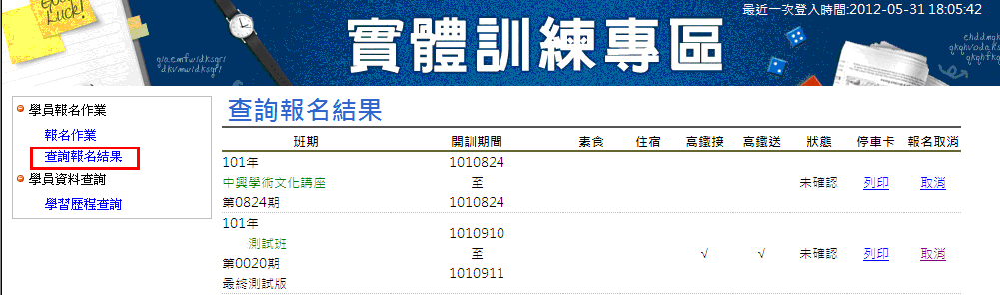 Good
Luck!
最近一次登入時間:2012-05-31 18:05:42
實體訓練專區
學員報名作業
報名作業
查詢報名結果
學員資料查詢
學習歷程查詢
查詢報名結果
班期 開訓期間 素食 住宿 高鐵接 高鐵送 狀態 停車卡 報名取消
101年 1010824
中興學術文化講座 至 未確認 列印 取消
第0824期 1010824
101年 1010910
測試班
至 √ √ 未確認 列印 取消
第0020期
1010911
最終測試版